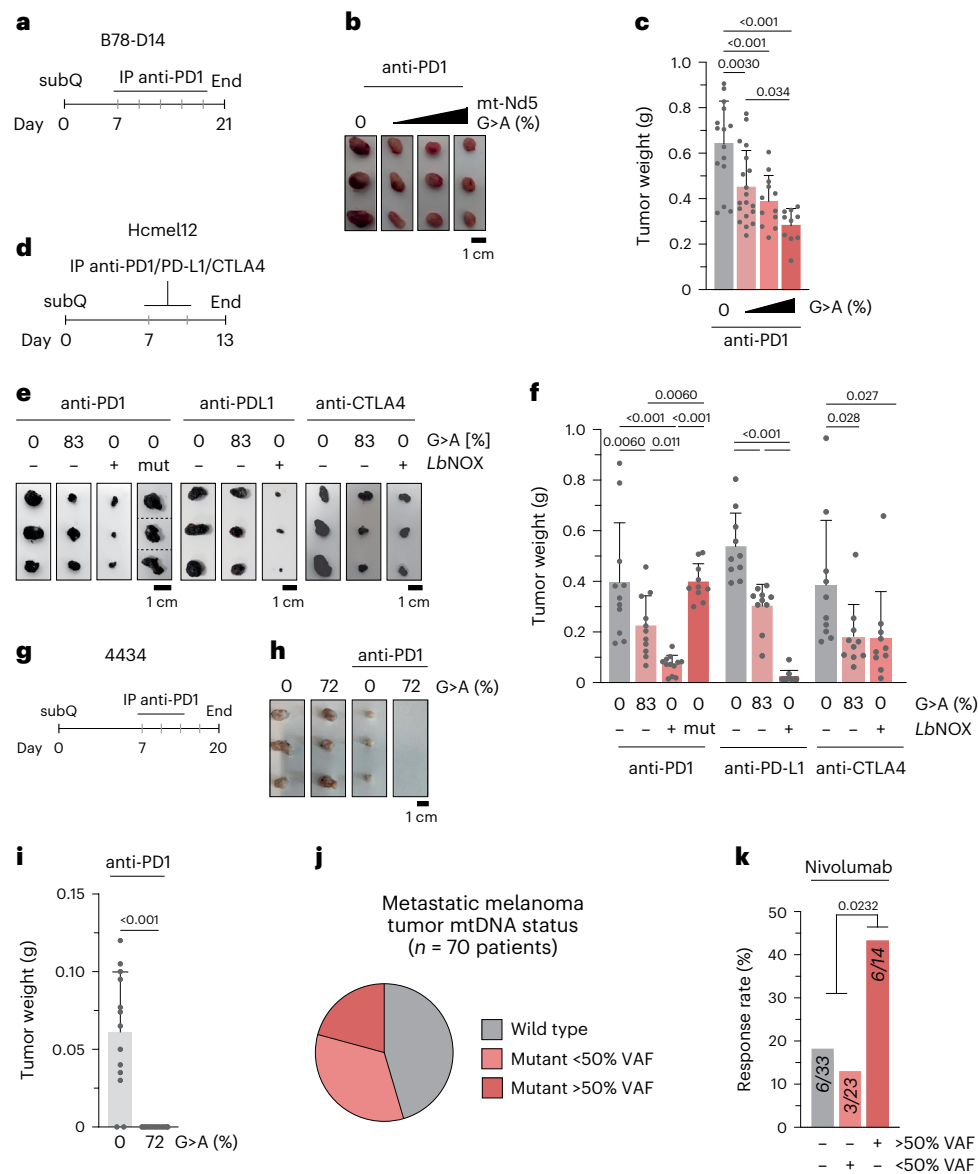 a
B78-D14
subQ IP anti-PD1 End
Day 0 7 21
b
anti-PD1
mt-Nd5
0 G>A (%)
1 cm
c
<0.001
<0.001
0.0030
0.034
Tumor weight (g)
1.0
0.8
0.6
0.4
0.2
0
0 G>A (%)
anti-PD1
d
Hcmel12
IP anti-PD1/PD-L1/CTLA4
subQ End
Day 0 7 13
e
anti-PD1 anti-PDL1 anti-CTLA4
0 83 0 0 0 83 0 0 83 0 G>A [%]
– – + mut – – + – – + LbNOX
1 cm 1 cm 1 cm
f
0.0060
<0.001 <0.001
0.0060 0.011
<0.001
0.027
0.028
Tumor weight (g)
1.0
0.8
0.6
0.4
0.2
0
0 83 0 0 0 83 0 0 83 0 G>A (%)
– – + mut – – + – – + LbNOX
anti-PD1 anti-PD-L1 anti-CTLA4
g
4434
subQ IP anti-PD1 End
Day 0 7 20
h
anti-PD1
0 72 0 72 G>A (%)
1 cm
i
anti-PD1
<0.001
Tumor weight (g)
0.15
0.10
0.05
0
0 72 G>A (%)
j
Metastatic melanoma
tumor mtDNA status
(n = 70 patients)
Wild type
Mutant <50% VAF
Mutant >50% VAF
k
Nivolumab
0.0232
Response rate (%)
50
40
30
20
10
0
6/33
3/23
6/14
– – + >50% VAF
– + – <50% VAF